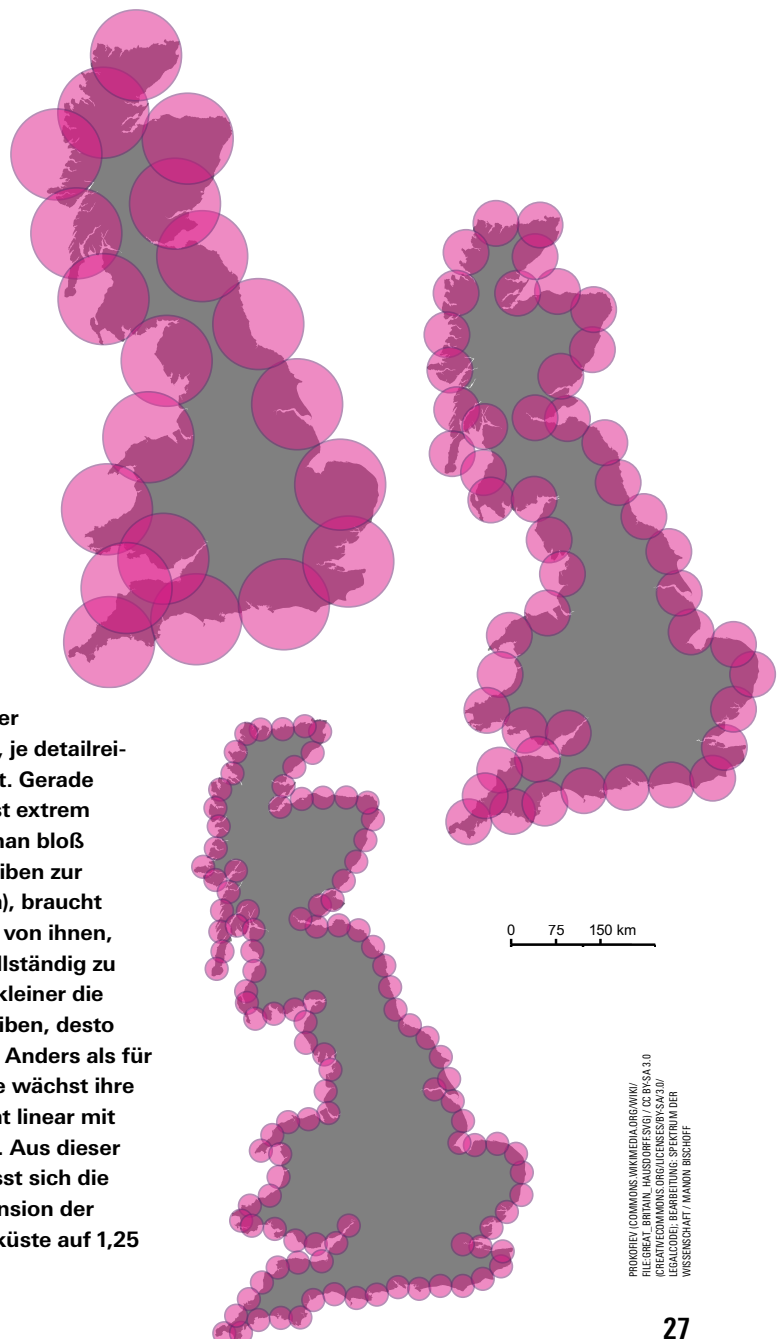 er
, je detailrei-
t. Gerade
st extrem
nan bloß
iben zur
), braucht
von ihnen,
llständig zu
kleiner die
iben, desto
Anders als für
e wächst ihre
nt linear mit
. Aus dieser
sst sich die
nsion der
küste auf 1,25
0 75 150 km
PROKOFIEV (COMMONS.WIKIMEDIA.ORG/WIKI/
FILE:GREAT_BRITAIN_HAUSDORFF.SVG) / CC BY-SA 3.0
(CREATIVECOMMONS.ORG/LICENSES/BY-SA/3.0/
LEGALCODE); BEARBEITUNG: SPEKTRUM DER
WISSENSCHAFT / MANON BISCHOFF
27